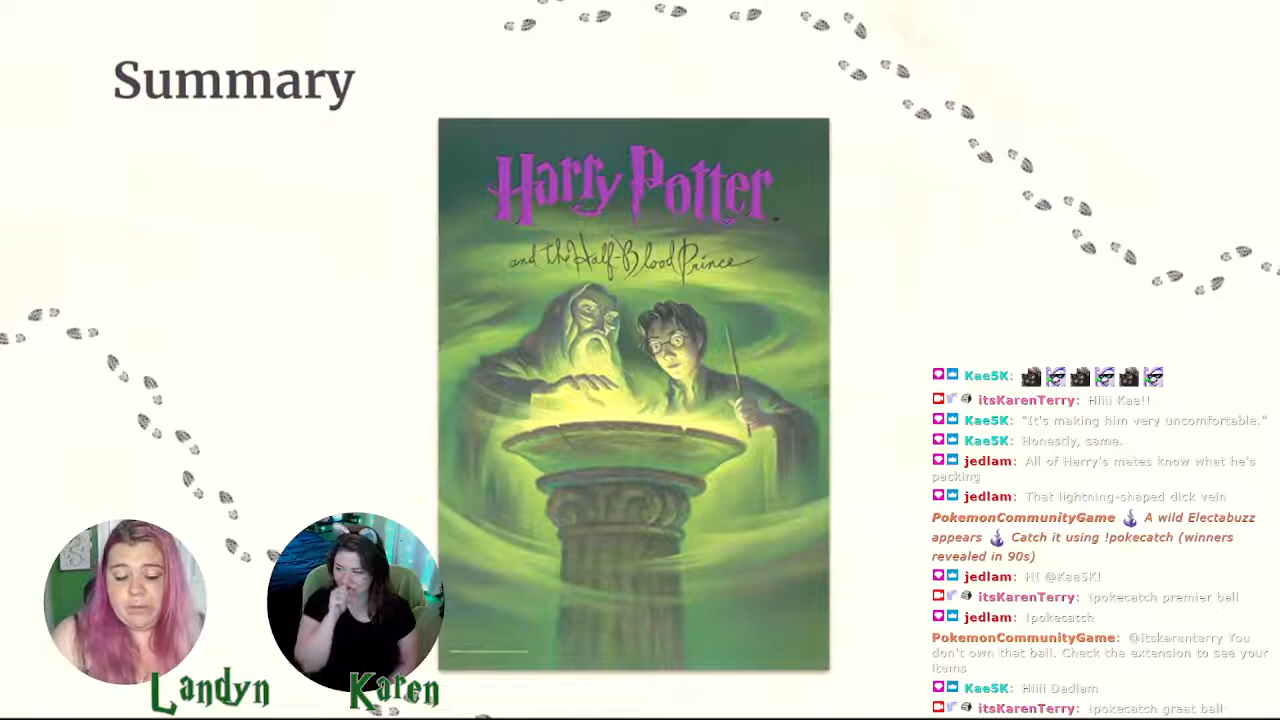 Summary
Harry Potter
and the Half-Blood Prince
Landyn
Karen
Kae5K:
itsKarenTerry: Hiiii Kae!!
Kae5K: "It's making him very uncomfortable."
Kae5K: Honestly, same.
jedlam: All of Harry's mates know what he's
packing
jedlam: That lightning-shaped dick vein
PokemonCommunityGame A wild Electabuzz
appears Catch it using !pokecatch (winners
revealed in 90s)
jedlam: HI @Kae5K!
itsKarenTerry: !pokecatch premier ball
jedlam: !pokecatch
PokemonCommunityGame: @itskarenterry You
don't own that ball. Check the extension to see your
items
Kae5K: Hiiii Dadlam
itsKarenTerry: !pokecatch great ball